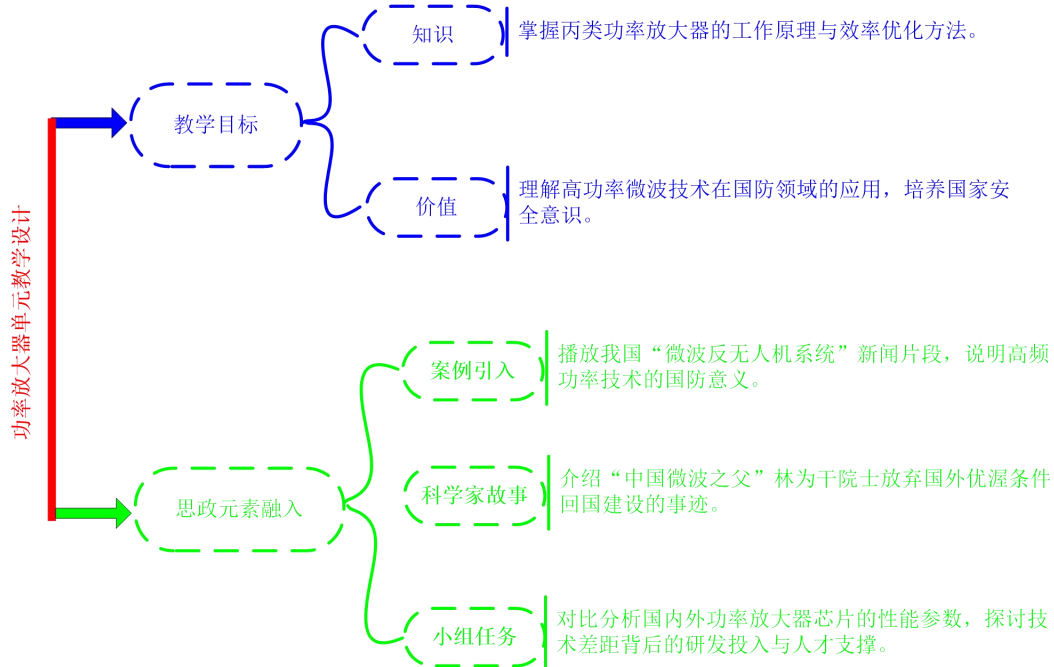 功率放大器单元教学设计
教学目标
知识
掌握丙类功率放大器的工作原理与效率优化方法。
价值
理解高功率微波技术在国防领域的应用，培养国家安
全意识。
思政元素融入
案例引入
播放我国“微波反无人机系统”新闻片段，说明高频
功率技术的国防意义。
科学家故事
介绍“中国微波之父”林为干院士放弃国外优渥条件
回国建设的事迹。
小组任务
对比分析国内外功率放大器芯片的性能参数，探讨技
术差距背后的研发投入与人才支撑。